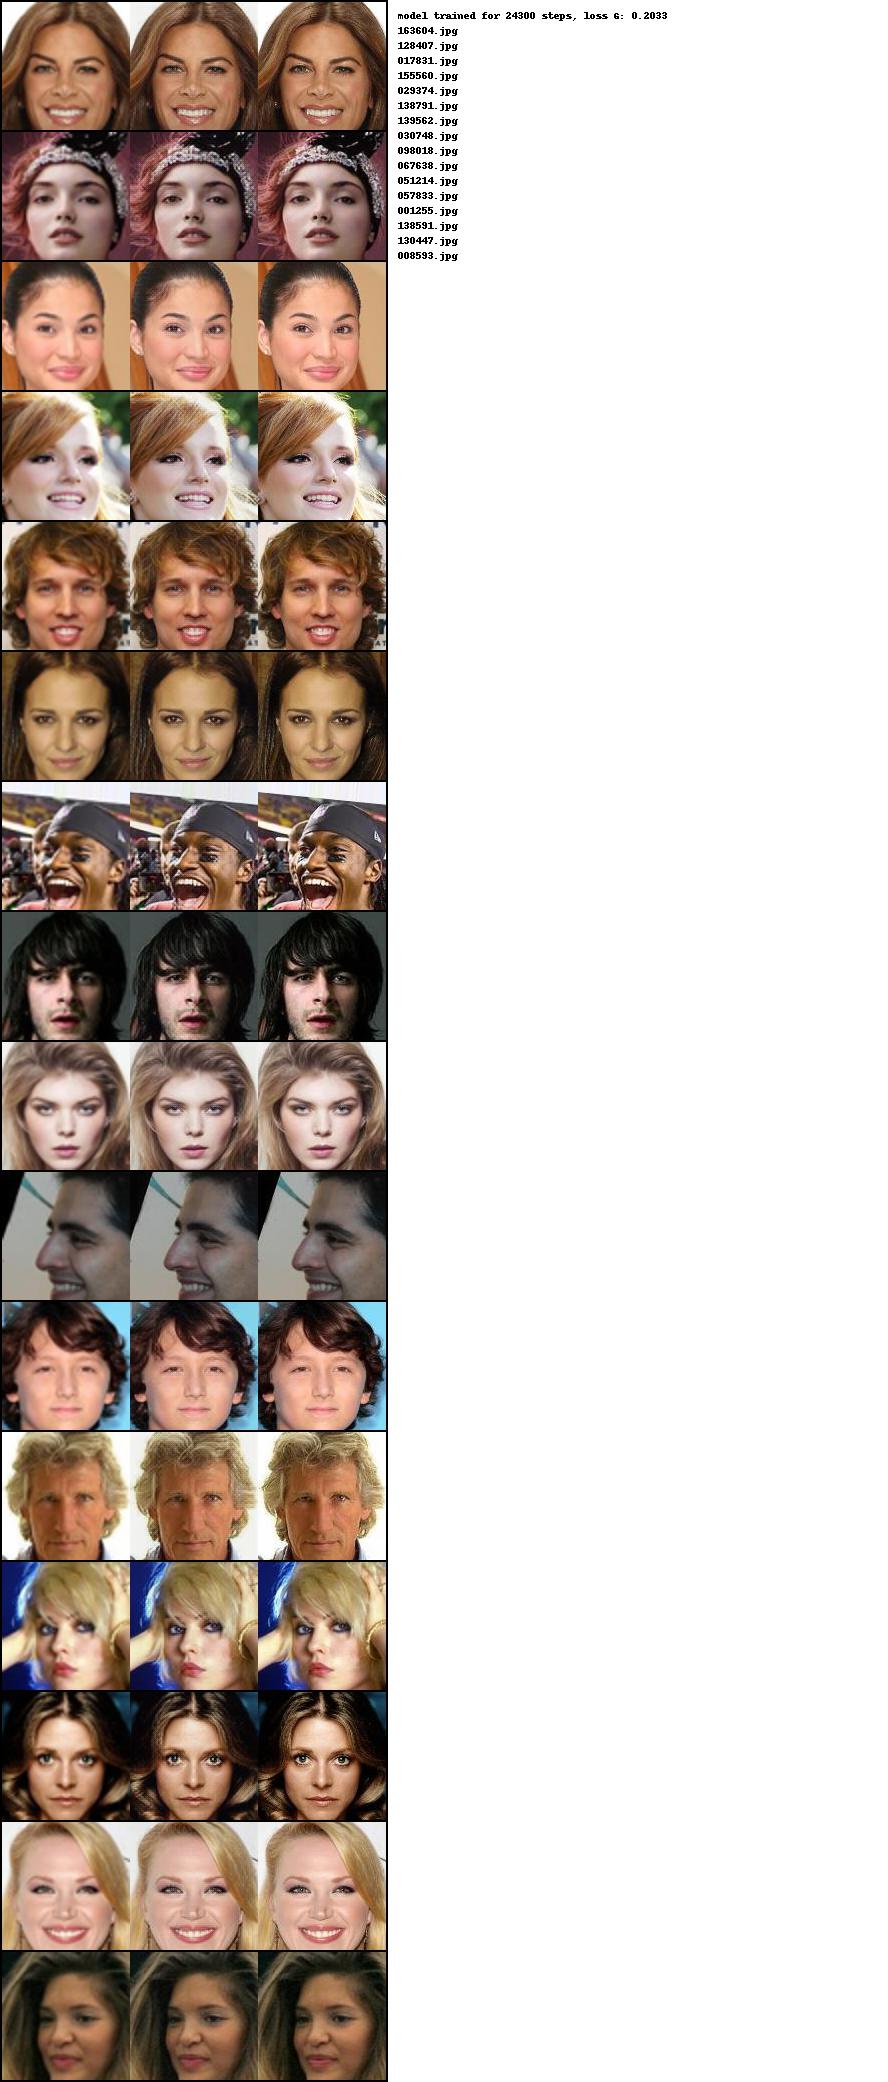 model trained for 24300 steps, loss G: 0.2033
163604.jpg
128407.jpg
017831.jpg
155560.jpg
029374.jpg
138791.jpg
139562.jpg
030748.jpg
098018.jpg
067638.jpg
051214.jpg
057833.jpg
001255.jpg
138591.jpg
130447.jpg
008593.jpg